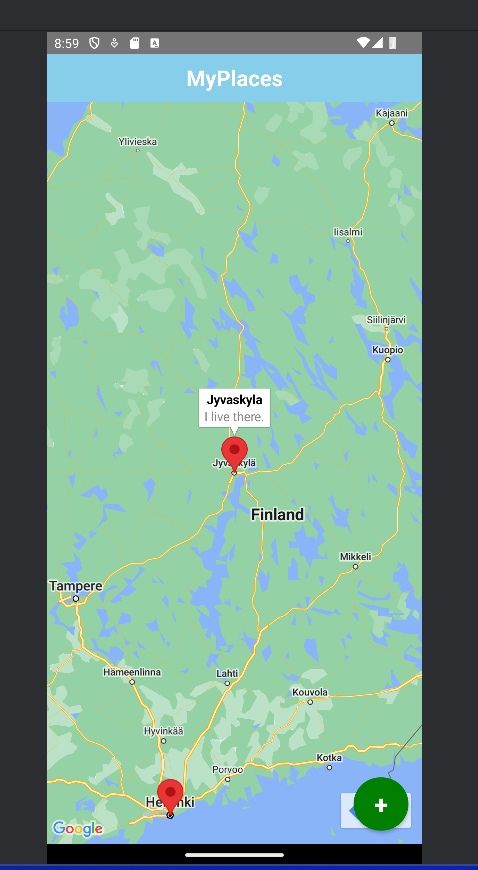 8:59
MyPlaces
Kajaani
Ylivieska
Iisalmi
Siilinjärvi
Kuopio
Jyvaskyla
I live there.
Jyväskylä
Finland
Mikkeli
Tampere
Hämeenlinna
Lahti
Kouvola
Hyvinkää
Kotka
Porvoo
Helsinki
Google
+